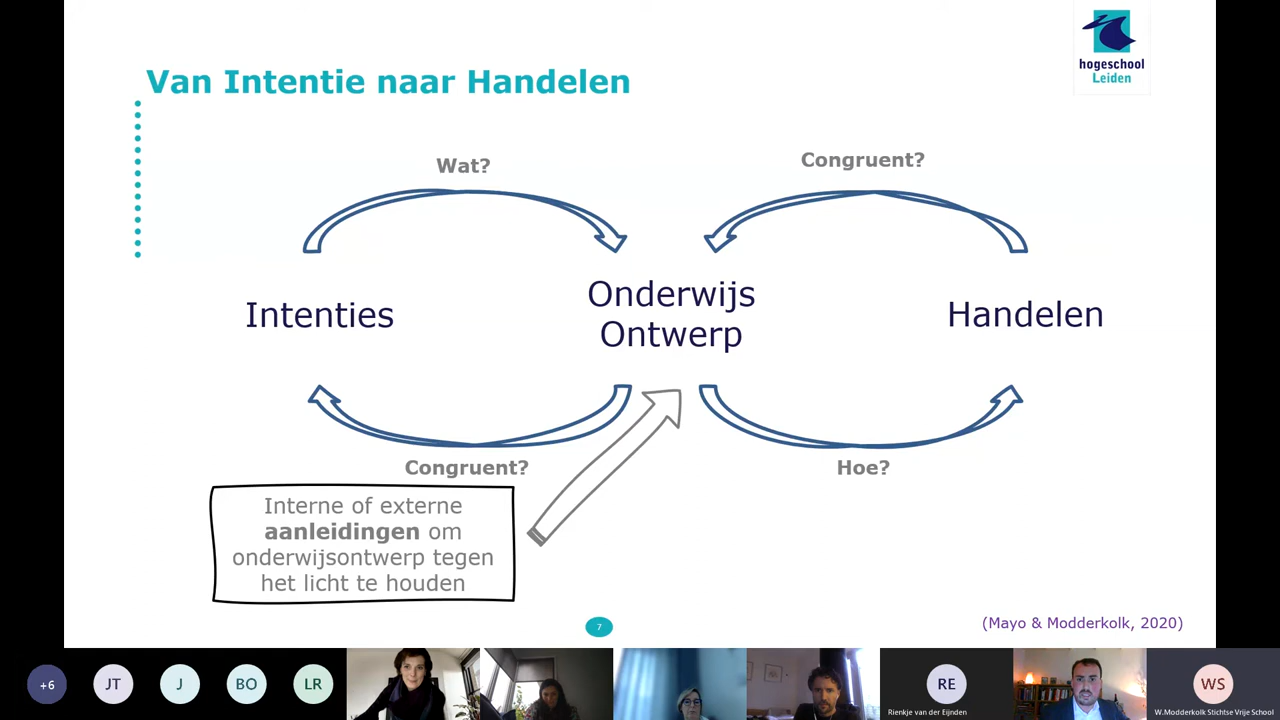 hogeschool
Leiden
Van Intentie naar Handelen
Wat?
Congruent?
Intenties
Onderwijs
Ontwerp
Handelen
Congruent?
Hoe?
Interne of externe
aanleidingen om
onderwijsontwerp tegen
het licht te houden
7
(Mayo & Modderkolk, 2020)
+6
JT
J
BO
LR
RE
Rienkje van der Eijnden
WS
W.Modderkolk Stichtse Vrije School